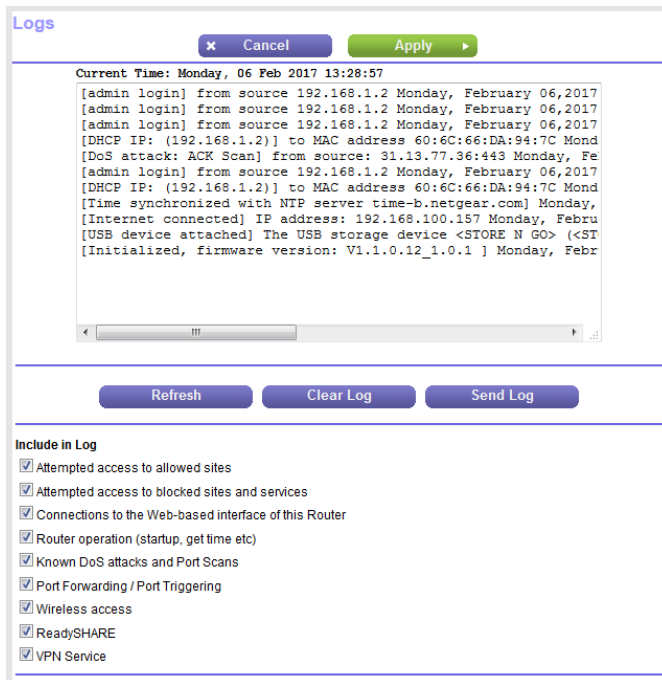 Logs
Cancel
Apply
Current Time: Monday, 06 Feb 2017 13:28:57
[admin login] from source 192.168.1.2 Monday, February 06,2017
[admin login] from source 192.168.1.2 Monday, February 06,2017
[admin login] from source 192.168.1.2 Monday, February 06,2017
[DHCP IP: (192.168.1.2)] to MAC address 60:6C:66:DA:94:7C Mond
[DoS attack: ACK Scan] from source: 31.13.77.36:443 Monday, Fe
[admin login] from source 192.168.1.2 Monday, February 06,2017
[DHCP IP: (192.168.1.2)] to MAC address 60:6C:66:DA:94:7C Mond
[Time synchronized with NTP server time-b.netgear.com] Monday,
[Internet connected] IP address: 192.168.100.157 Monday, Febru
[USB device attached] The USB storage device <STORE N GO> (<ST
[Initialized, firmware version: V1.1.0.12_1.0.1 ] Monday, Febr
Refresh
Clear Log
Send Log
Include in Log
Attempted access to allowed sites
Attempted access to blocked sites and services
Connections to the Web-based interface of this Router
Router operation (startup, get time etc)
Known DoS attacks and Port Scans
Port Forwarding / Port Triggering
Wireless access
ReadySHARE
VPN Service